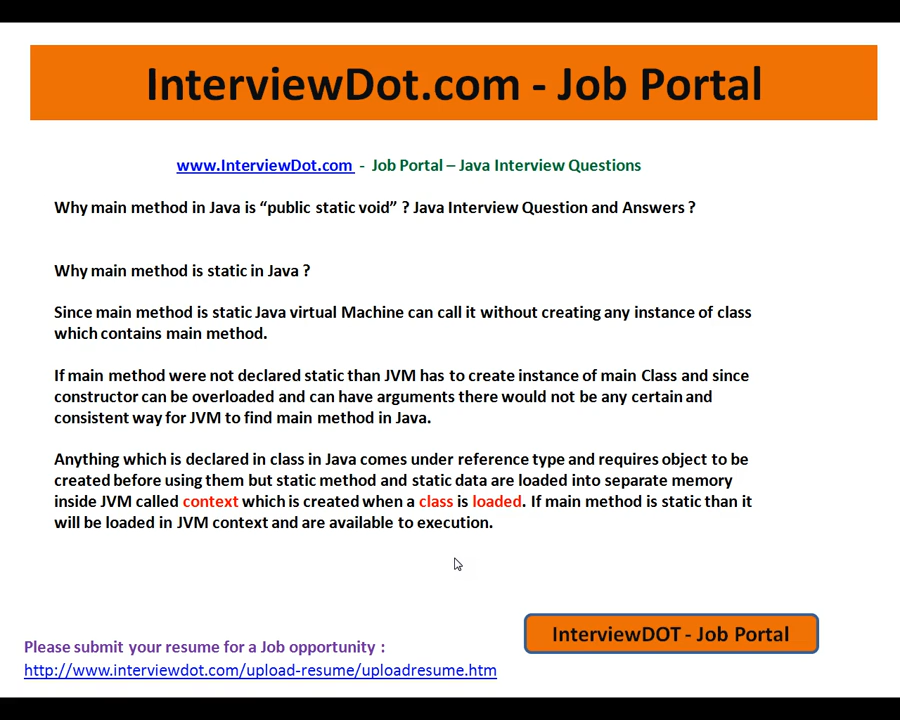 InterviewDot.com - Job Portal
www.InterviewDot.com - Job Portal – Java Interview Questions
Why main method in Java is “public static void” ? Java Interview Question and Answers ?
Why main method is static in Java ?
Since main method is static Java virtual Machine can call it without creating any instance of class
which contains main method.
If main method were not declared static than JVM has to create instance of main Class and since
constructor can be overloaded and can have arguments there would not be any certain and
consistent way for JVM to find main method in Java.
Anything which is declared in class in Java comes under reference type and requires object to be
created before using them but static method and static data are loaded into separate memory
inside JVM called context which is created when a class is loaded. If main method is static than it
will be loaded in JVM context and are available to execution.
InterviewDOT - Job Portal
Please submit your resume for a Job opportunity :
http://www.interviewdot.com/upload-resume/uploadresume.htm